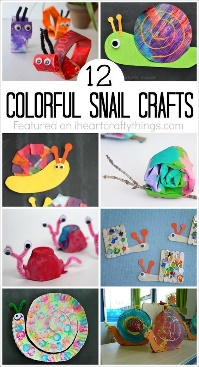 12
COLORFUL SNAIL CRAFTS
Featured on iheartcraftythings.com